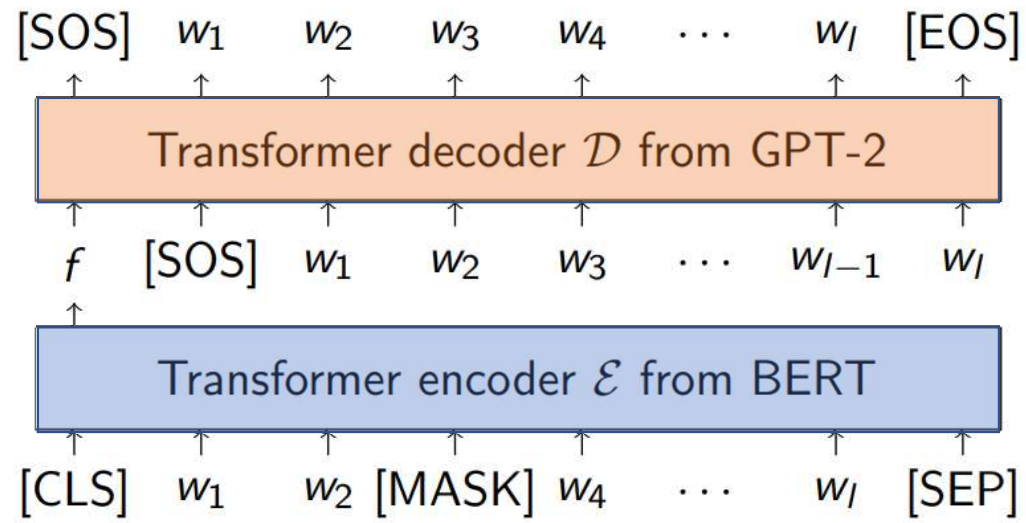 [SOS] w₁ w₂ w₃ w₄ ⋯ wₗ [EOS]
Transformer decoder 𝒟 from GPT-2
f [SOS] w₁ w₂ w₃ ⋯ wₗ₋₁ wₗ
Transformer encoder ℰ from BERT
[CLS] w₁ w₂ [MASK] w₄ ⋯ wₗ [SEP]